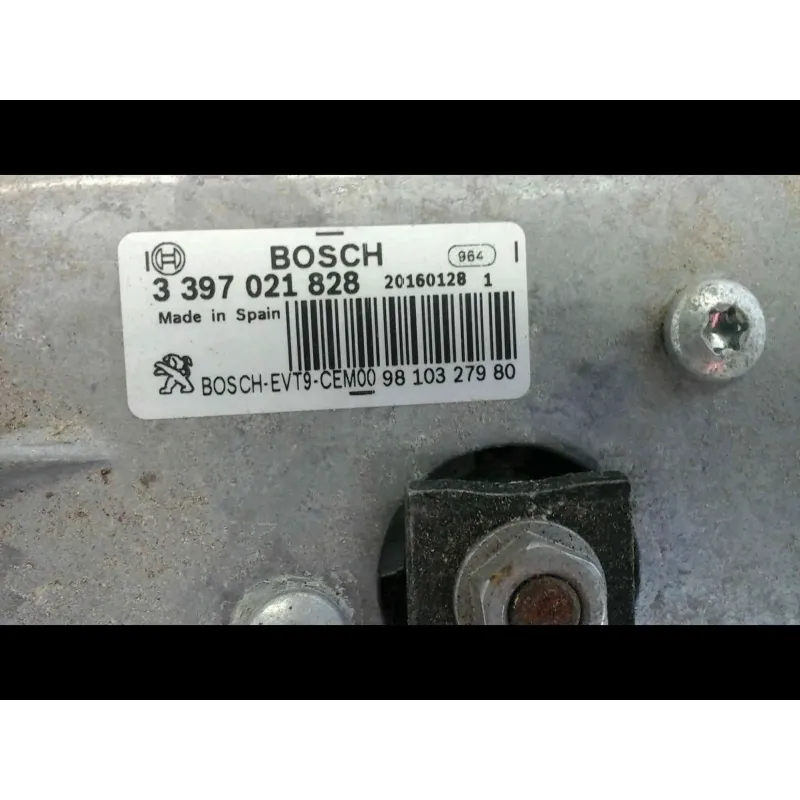 BOSCH 964
3 397 021 828 20160128 1
Made in Spain
BOSCH-EVT9-CEM00 98 103 279 80